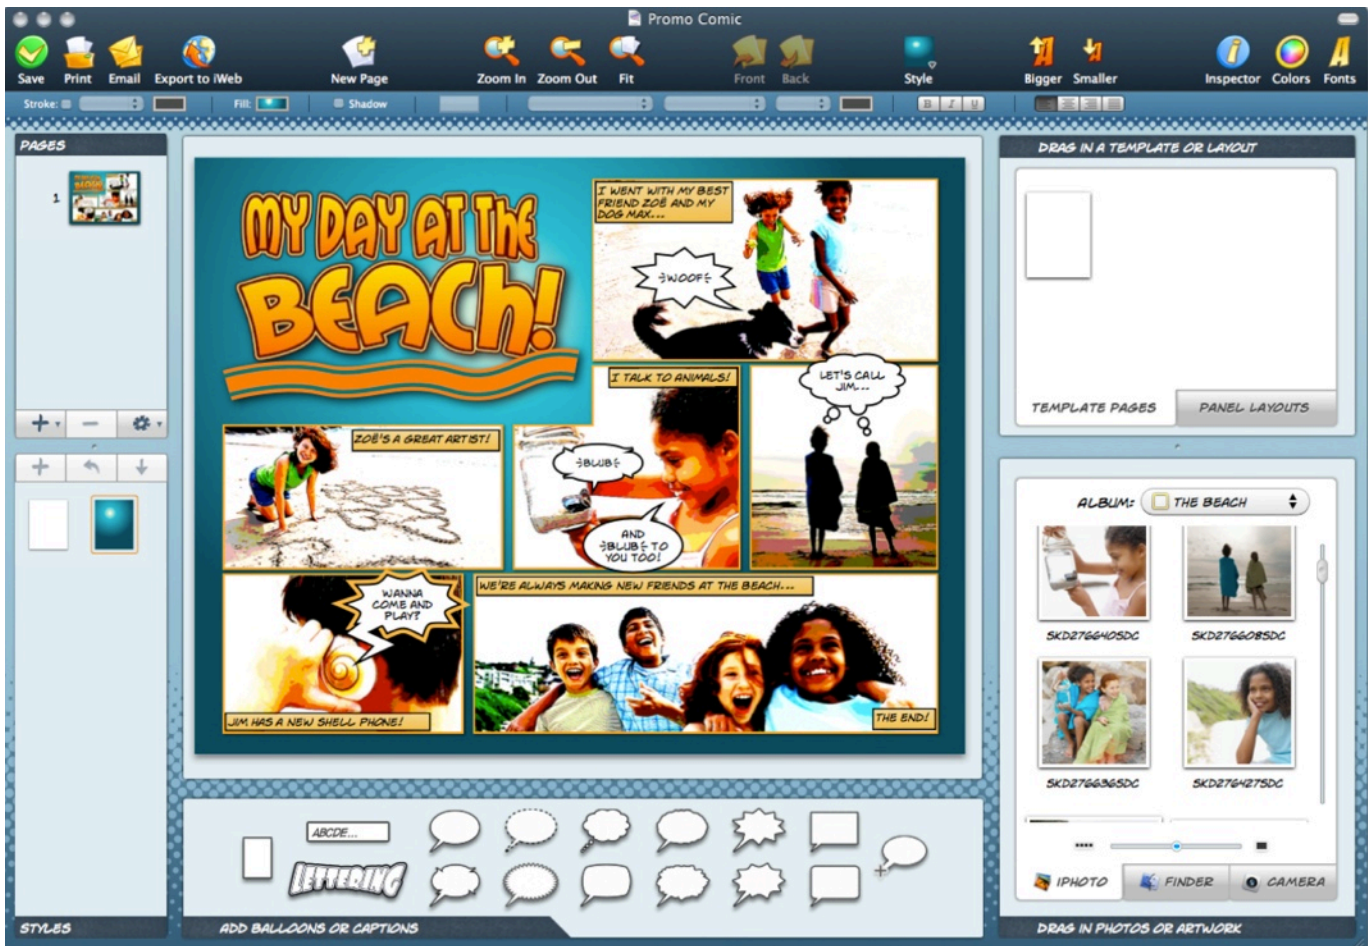 Promo Comic
Save Print Email Export to iWeb New Page Zoom In Zoom Out Fit Front Back Style Bigger Smaller Inspector Colors Fonts
Stroke: Fill: Shadow B I U
PAGES
1
STYLES
MY DAY AT THE
BEACH!
I WENT WITH MY BEST
FRIEND ZOË AND MY
DOG MAX...
WOOF
ZOË'S A GREAT ARTIST!
I TALK TO ANIMALS!
BLUB
AND
BLUB TO
YOU TOO!
LET'S CALL
JIM...
WANNA
COME AND
PLAY?
JIM HAS A NEW SHELL PHONE!
WE'RE ALWAYS MAKING NEW FRIENDS AT THE BEACH...
THE END!
ABCDE...
LETTERING
ADD BALLOONS OR CAPTIONS
DRAG IN A TEMPLATE OR LAYOUT
TEMPLATE PAGES PANEL LAYOUTS
ALBUM: THE BEACH
SKD276640SDC SKD276608SDC
SKD276636SDC SKD276427SDC
IPHOTO FINDER CAMERA
DRAG IN PHOTOS OR ARTWORK